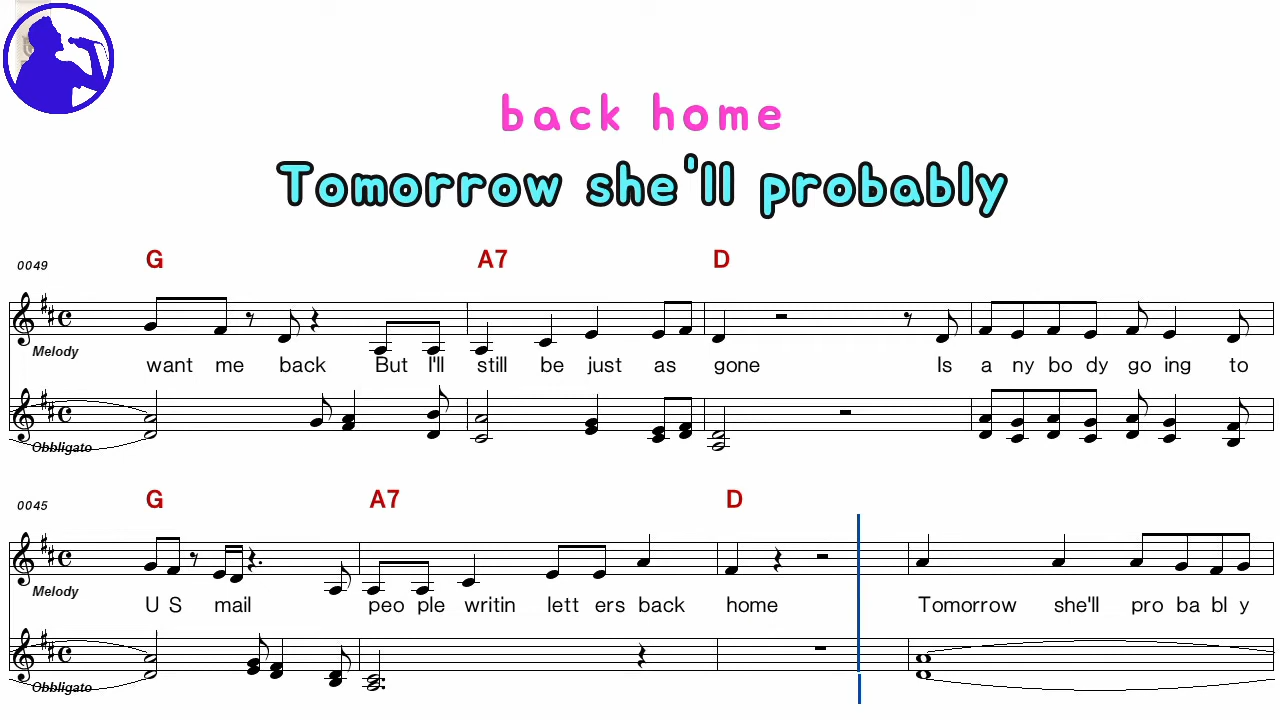 back home
Tomorrow she'll probably
0049 G A7 D
Melody
want me back But I'll still be just as gone Is a ny bo dy go ing to
Obbligato
0045 G A7 D
Melody
U S mail peo ple writin lett ers back home Tomorrow she'll pro ba bl y
Obbligato